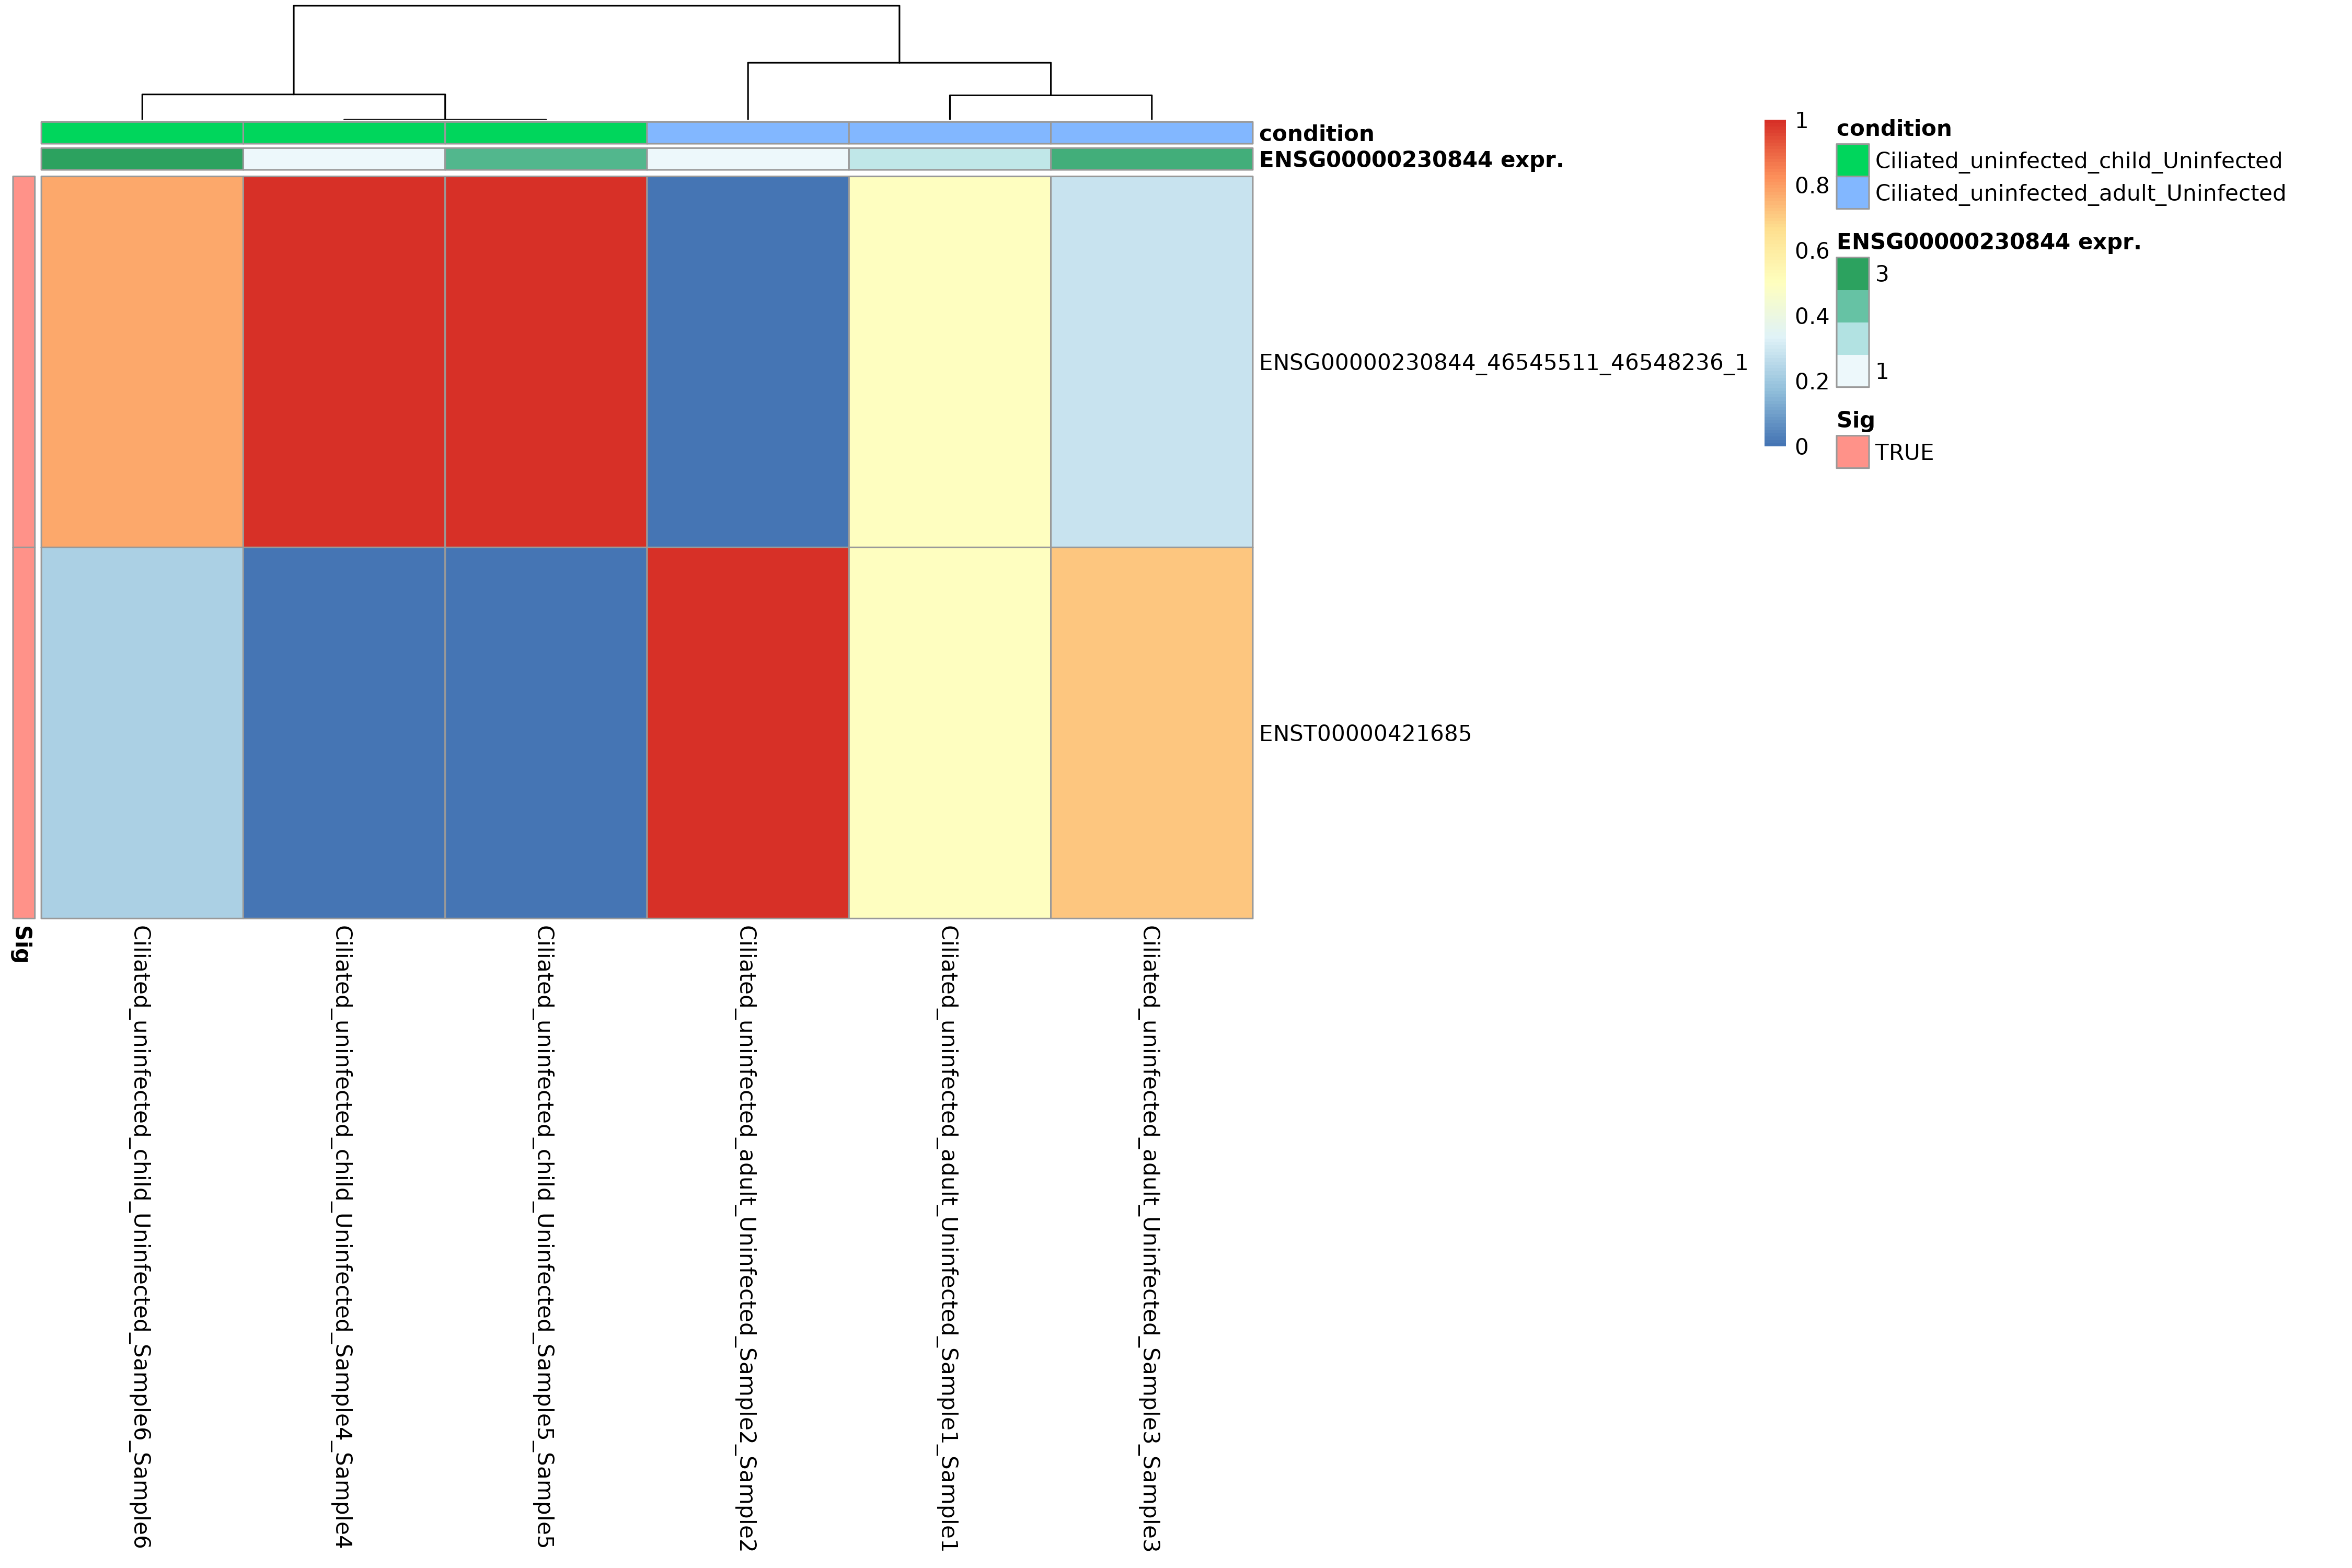 condition
ENSG00000230844 expr.
ENSG00000230844_46545511_46548236_1
ENST00000421685
Sig
Ciliated_uninfected_child_Uninfected_Sample6_Sample6
Ciliated_uninfected_child_Uninfected_Sample4_Sample4
Ciliated_uninfected_child_Uninfected_Sample5_Sample5
Ciliated_uninfected_adult_Uninfected_Sample2_Sample2
Ciliated_uninfected_adult_Uninfected_Sample1_Sample1
Ciliated_uninfected_adult_Uninfected_Sample3_Sample3
1
0.8
0.6
0.4
0.2
0
condition
Ciliated_uninfected_child_Uninfected
Ciliated_uninfected_adult_Uninfected
ENSG00000230844 expr.
3
1
Sig
TRUE